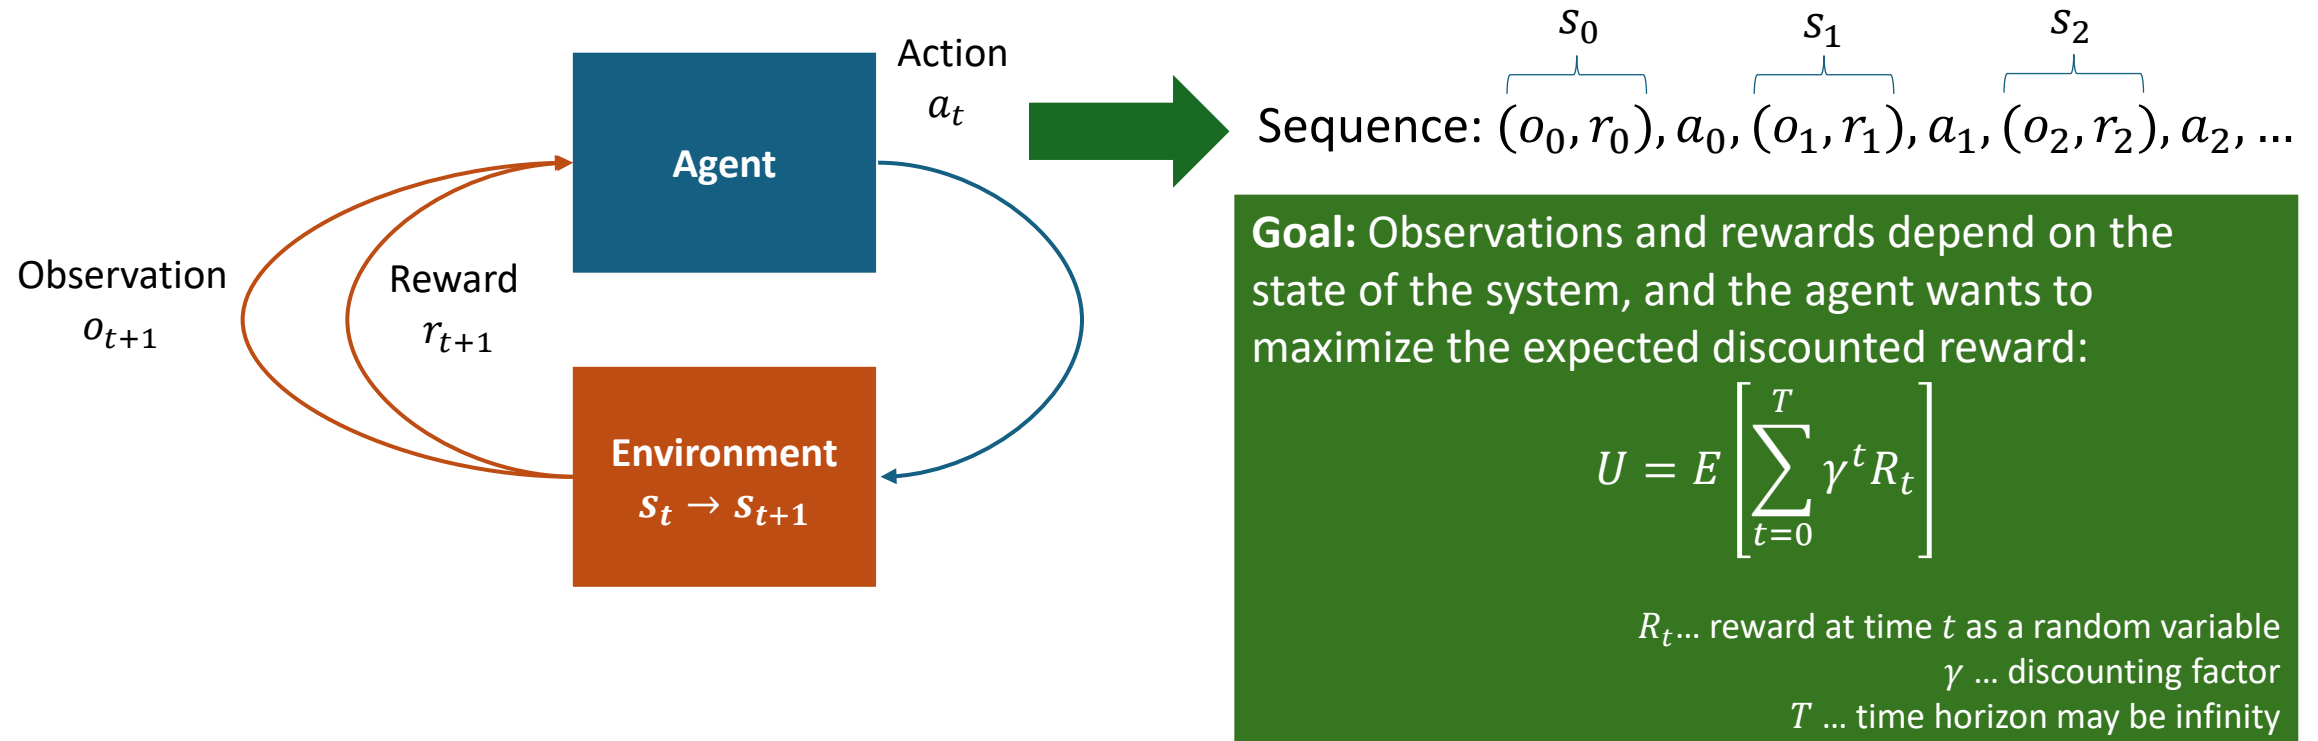 Action
a_t
Agent
Observation
o_{t+1}
Reward
r_{t+1}
Environment
s_t → s_{t+1}
s_0 s_1 s_2
Sequence: (o_0, r_0), a_0, (o_1, r_1), a_1, (o_2, r_2), a_2, …
Goal: Observations and rewards depend on the
state of the system, and the agent wants to
maximize the expected discounted reward:
U = E [ \sum_{t=0}^{T} γ^t R_t ]
R_t… reward at time t as a random variable
γ … discounting factor
T … time horizon may be infinity